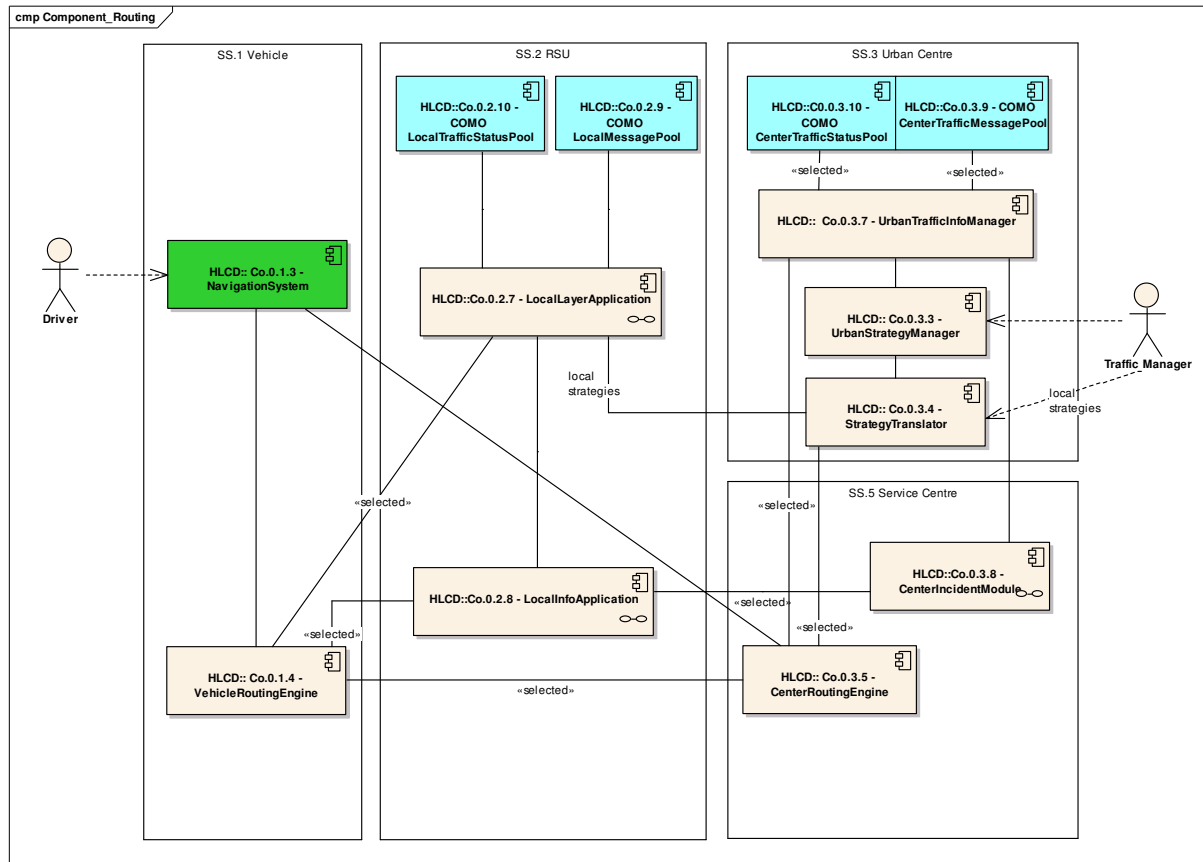 cmp Component_Routing
SS.1 Vehicle
SS.2 RSU
SS.3 Urban Centre
HLCD::Co.0.2.10 -
COMO
LocalTrafficStatusPool
HLCD::Co.0.2.9 -
COMO
LocalMessagePool
HLCD::Co.0.3.10 -
COMO
CenterTrafficStatusPool
HLCD::Co.0.3.9 - COMO
CenterTrafficMessagePool
«selected»
«selected»
HLCD:: Co.0.3.7 - UrbanTrafficInfoManager
HLCD:: Co.0.1.3 -
NavigationSystem
Driver
HLCD::Co.0.2.7 - LocalLayerApplication
HLCD:: Co.0.3.3 -
UrbanStrategyManager
Traffic Manager
local
strategies
local
strategies
HLCD:: Co.0.3.4 -
StrategyTranslator
«selected»
«selected»
SS.5 Service Centre
HLCD::Co.0.3.8 -
CenterIncidentModule
HLCD::Co.0.2.8 - LocalInfoApplication
«selected»
«selected»
«selected»
HLCD:: Co.0.1.4 -
VehicleRoutingEngine
«selected»
HLCD:: Co.0.3.5 -
CenterRoutingEngine